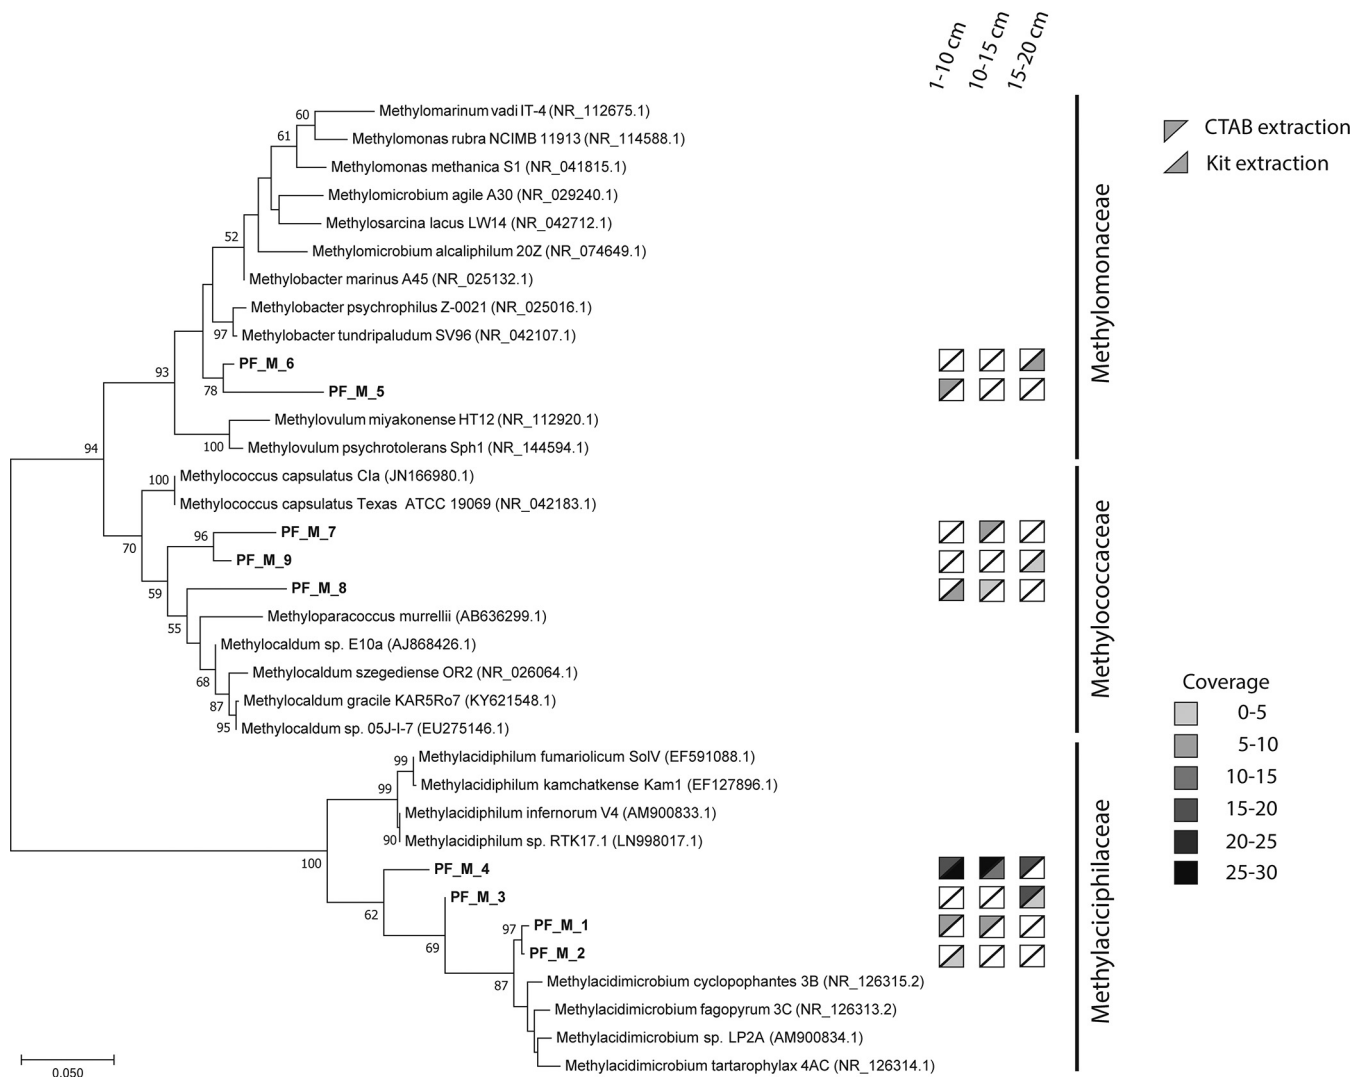 1-10 cm
10-15 cm
15-20 cm
CTAB extraction
Kit extraction
60
Methylomarinum vadi IT-4 (NR_112675.1)
61
Methylomonas rubra NCIMB 11913 (NR_114588.1)
Methylomonas methanica S1 (NR_041815.1)
Methylomicrobium agile A30 (NR_029240.1)
Methylosarcina lacus LW14 (NR_042712.1)
52
Methylomicrobium alcaliphilum 20Z (NR_074649.1)
Methylobacter marinus A45 (NR_025132.1)
Methylobacter psychrophilus Z-0021 (NR_025016.1)
97
Methylobacter tundripaludum SV96 (NR_042107.1)
93
PF_M_6
78
PF_M_5
Methylovulum miyakonense HT12 (NR_112920.1)
94
100
Methylovulum psychrotolerans Sph1 (NR_144594.1)
Methylomonaceae
100
Methylococcus capsulatus CIa (JN166980.1)
Methylococcus capsulatus Texas ATCC 19069 (NR_042183.1)
70
96
PF_M_7
PF_M_9
59
PF_M_8
55
Methyloparacoccus murrellii (AB636299.1)
Methylocaldum sp. E10a (AJ868426.1)
68
Methylocaldum szegediense OR2 (NR_026064.1)
87
Methylocaldum gracile KAR5Ro7 (KY621548.1)
95
Methylocaldum sp. 05J-I-7 (EU275146.1)
Methylococcaceae
99
Methylacidiphilum fumariolicum SolV (EF591088.1)
99
Methylacidiphilum kamchatkense Kam1 (EF127896.1)
Methylacidiphilum infernorum V4 (AM900833.1)
90
Methylacidiphilum sp. RTK17.1 (LN998017.1)
100
PF_M_4
62
PF_M_3
69
97
PF_M_1
PF_M_2
87
Methylacidimicrobium cyclopophantes 3B (NR_126315.2)
Methylacidimicrobium fagopyrum 3C (NR_126313.2)
Methylacidimicrobium sp. LP2A (AM900834.1)
Methylacidimicrobium tartarophylax 4AC (NR_126314.1)
Methylaciciphilaceae
0.050
Coverage
0-5
5-10
10-15
15-20
20-25
25-30